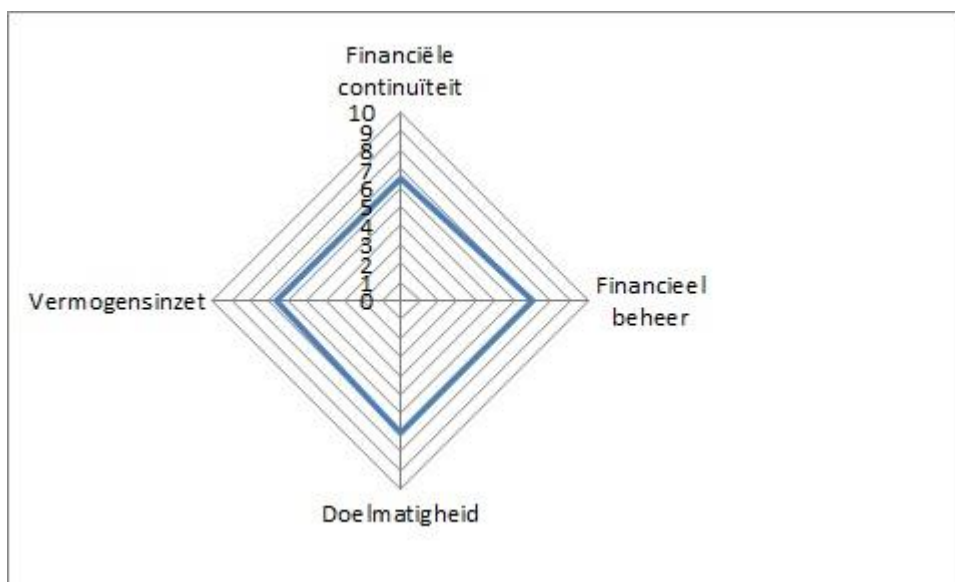 Financiële
continuïteit
10
9
8
7
6
5
4
3
2
1
0
Vermogensinzet
Financieel
beheer
Doelmatigheid